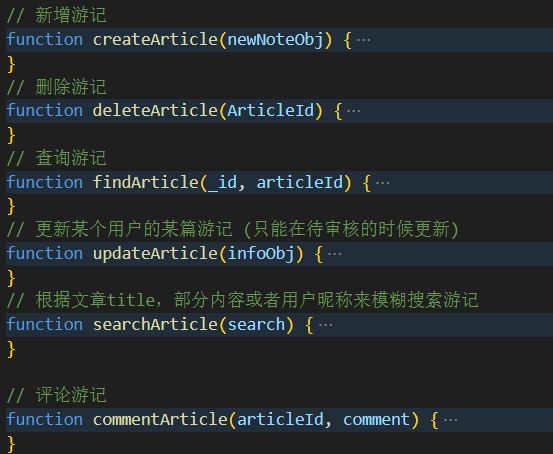 // 新增游记
function createArticle(newNoteObj) {…
}
// 删除游记
function deleteArticle(ArticleId) {…
}
// 查询游记
function findArticle(_id, articleId) {…
}
// 更新某个用户的某篇游记 (只能在待审核的时候更新)
function updateArticle(infoObj) {…
}
// 根据文章title，部分内容或者用户昵称来模糊搜索游记
function searchArticle(search) {…
}
// 评论游记
function commentArticle(articleId, comment) {…
}